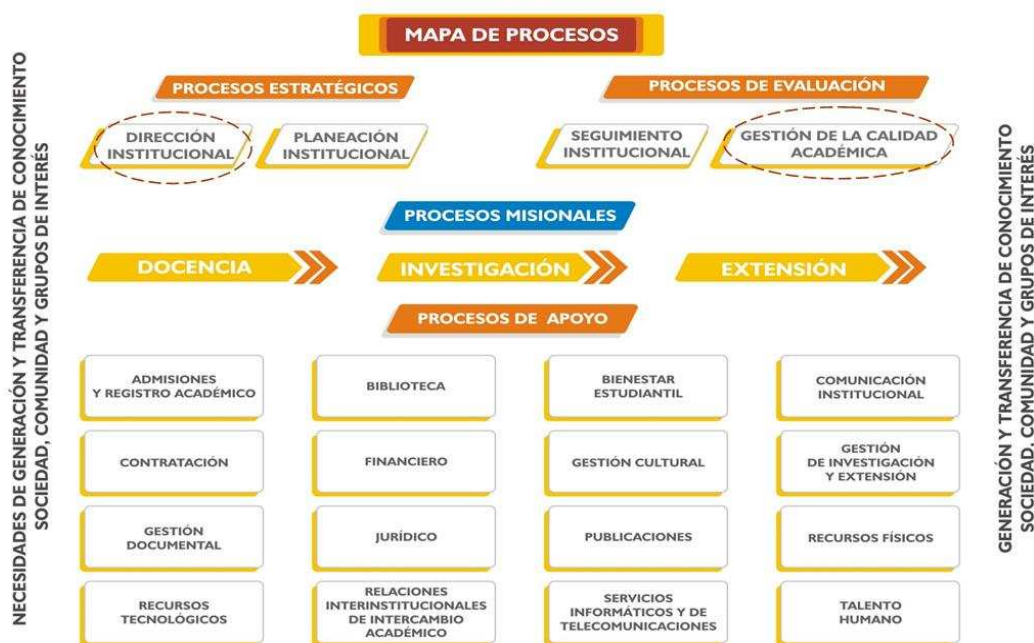 MAPA DE PROCESOS
NECESIDADES DE GENERACIÓN Y TRANSFERENCIA DE CONOCIMIENTO
SOCIEDAD, COMUNIDAD Y GRUPOS DE INTERÉS
PROCESOS ESTRATÉGICOS
DIRECCIÓN
INSTITUCIONAL
PLANEACIÓN
INSTITUCIONAL
PROCESOS DE EVALUACIÓN
SEGUIMIENTO
INSTITUCIONAL
GESTIÓN DE LA CALIDAD
ACADÉMICA
PROCESOS MISIONALES
DOCENCIA
INVESTIGACIÓN
EXTENSIÓN
PROCESOS DE APOYO
ADMISIONES
Y REGISTRO ACADÉMICO
BIBLIOTECA
BIENESTAR
ESTUDIANTIL
COMUNICACIÓN
INSTITUCIONAL
CONTRATACIÓN
FINANCIERO
GESTIÓN CULTURAL
GESTIÓN
DE INVESTIGACIÓN
Y EXTENSIÓN
GESTIÓN
DOCUMENTAL
JURÍDICO
PUBLICACIONES
RECURSOS FÍSICOS
RECURSOS
TECNOLÓGICOS
RELACIONES
INTERINSTITUCIONALES
DE INTERCAMBIO
ACADÉMICO
SERVICIOS
INFORMÁTICOS Y DE
TELECOMUNICACIONES
TALENTO
HUMANO
GENERACIÓN Y TRANSFERENCIA DE CONOCIMIENTO
SOCIEDAD, COMUNIDAD Y GRUPOS DE INTERÉS